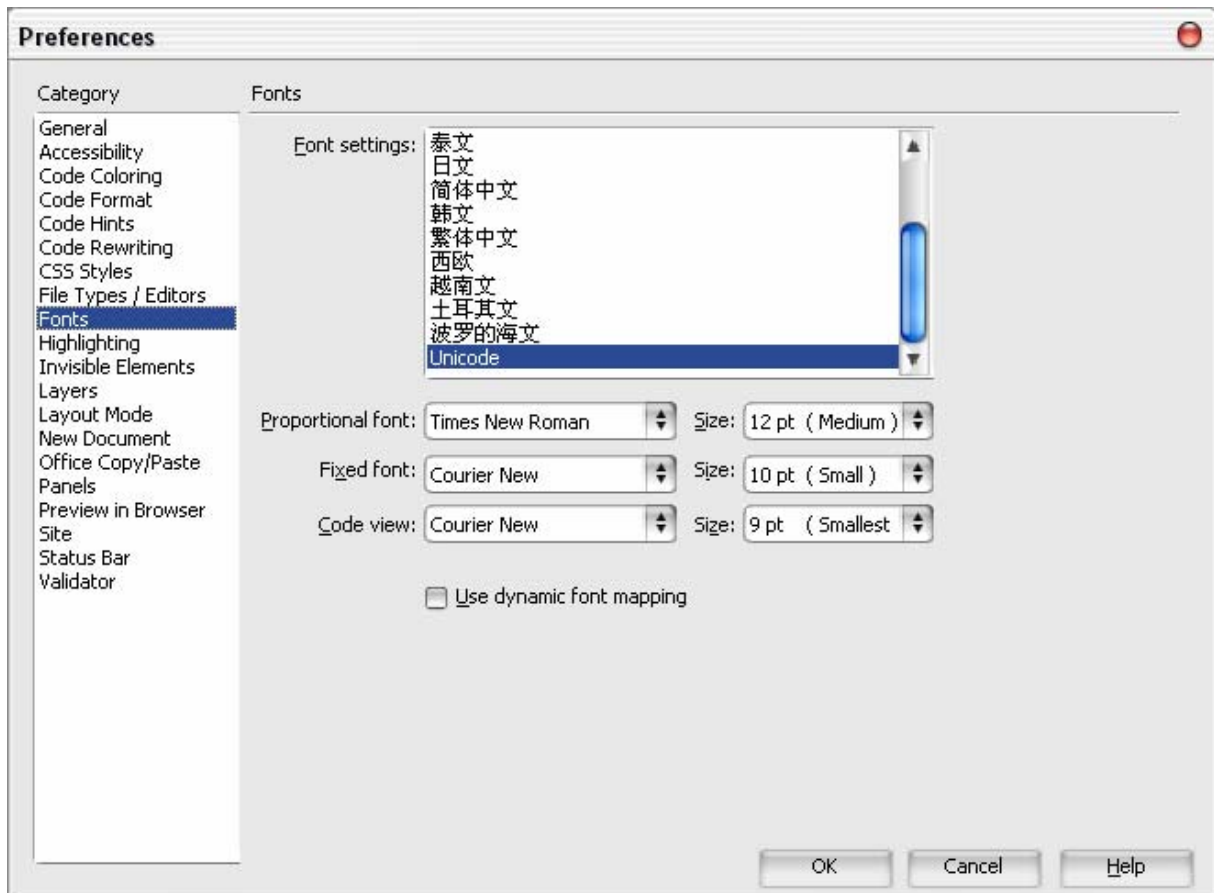 Preferences
Category
General
Accessibility
Code Coloring
Code Format
Code Hints
Code Rewriting
CSS Styles
File Types / Editors
Fonts
Highlighting
Invisible Elements
Layers
Layout Mode
New Document
Office Copy/Paste
Panels
Preview in Browser
Site
Status Bar
Validator
Fonts
Font settings:
泰文
日文
简体中文
韩文
繁体中文
西欧
越南文
土耳其文
波罗的海文
Unicode
Proportional font: Times New Roman Size: 12 pt ( Medium )
Fixed font: Courier New Size: 10 pt ( Small )
Code view: Courier New Size: 9 pt ( Smallest
Use dynamic font mapping
OK Cancel Help